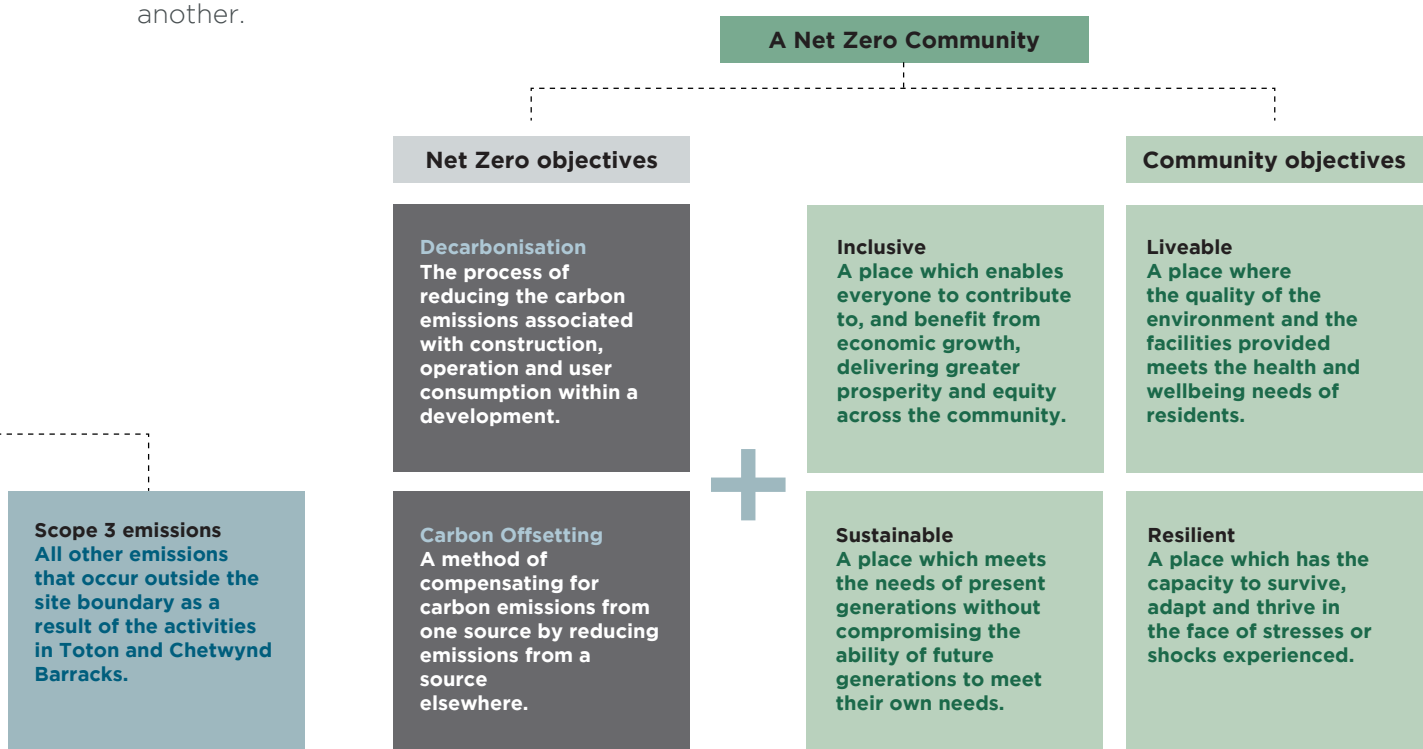 another.
A Net Zero Community
Net Zero objectives
Community objectives
Decarbonisation
The process of
reducing the carbon
emissions associated
with construction,
operation and user
consumption within a
development.
Inclusive
A place which enables
everyone to contribute
to, and benefit from
economic growth,
delivering greater
prosperity and equity
across the community.
Liveable
A place where
the quality of the
environment and the
facilities provided
meets the health and
wellbeing needs of
residents.
+
Scope 3 emissions
All other emissions
that occur outside the
site boundary as a
result of the activities
in Toton and Chetwynd
Barracks.
Carbon Offsetting
A method of
compensating for
carbon emissions from
one source by reducing
emissions from a
source
elsewhere.
Sustainable
A place which meets
the needs of present
generations without
compromising the
ability of future
generations to meet
their own needs.
Resilient
A place which has the
capacity to survive,
adapt and thrive in
the face of stresses or
shocks experienced.